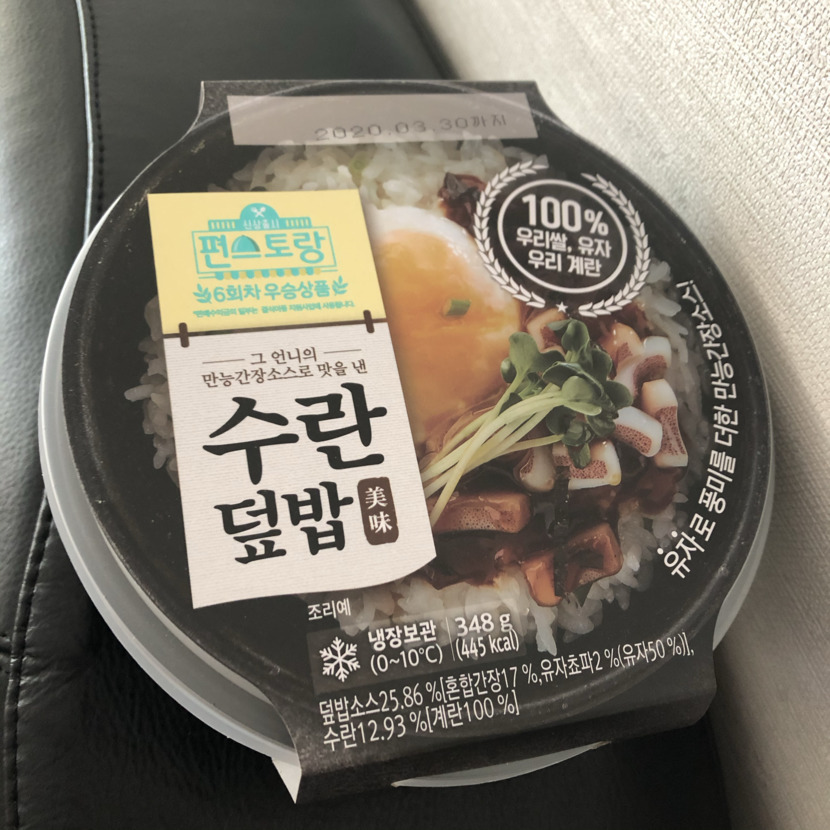 2020.03.30까지
신상출시
편스토랑
6회차 우승상품
그 언니의
만능간장소스로 맛을 낸
수란
덮밥
美味
100%
우리쌀, 유자
우리 계란
유자로 풍미를 더한 만능간장소스!
조리예
냉장보관
(0~10℃)
348 g
(445 kcal)
덮밥소스25.86 %[혼합간장17 %,유자쵸파2 %(유자50 %)],
수란12.93 %[계란100 %]